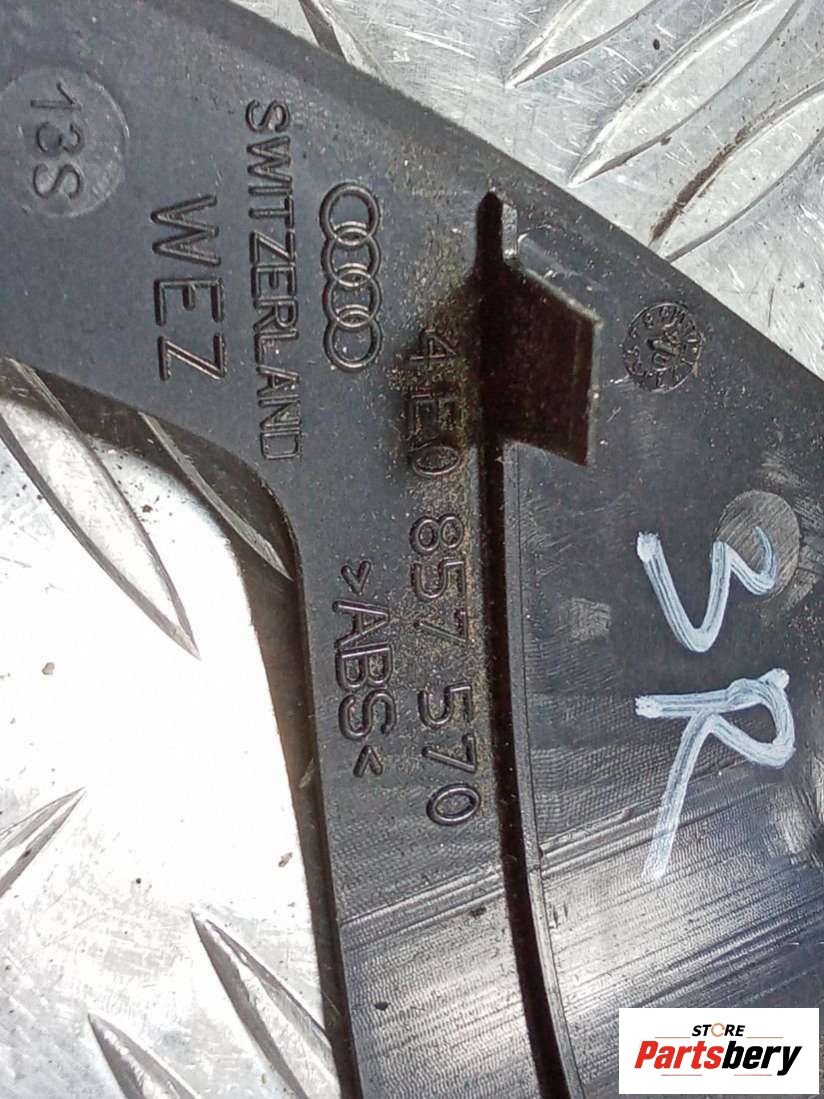 13S
SWITZERLAND
WEZ
4E0 857 570
>ABS<
3R
STORE
Partsbery